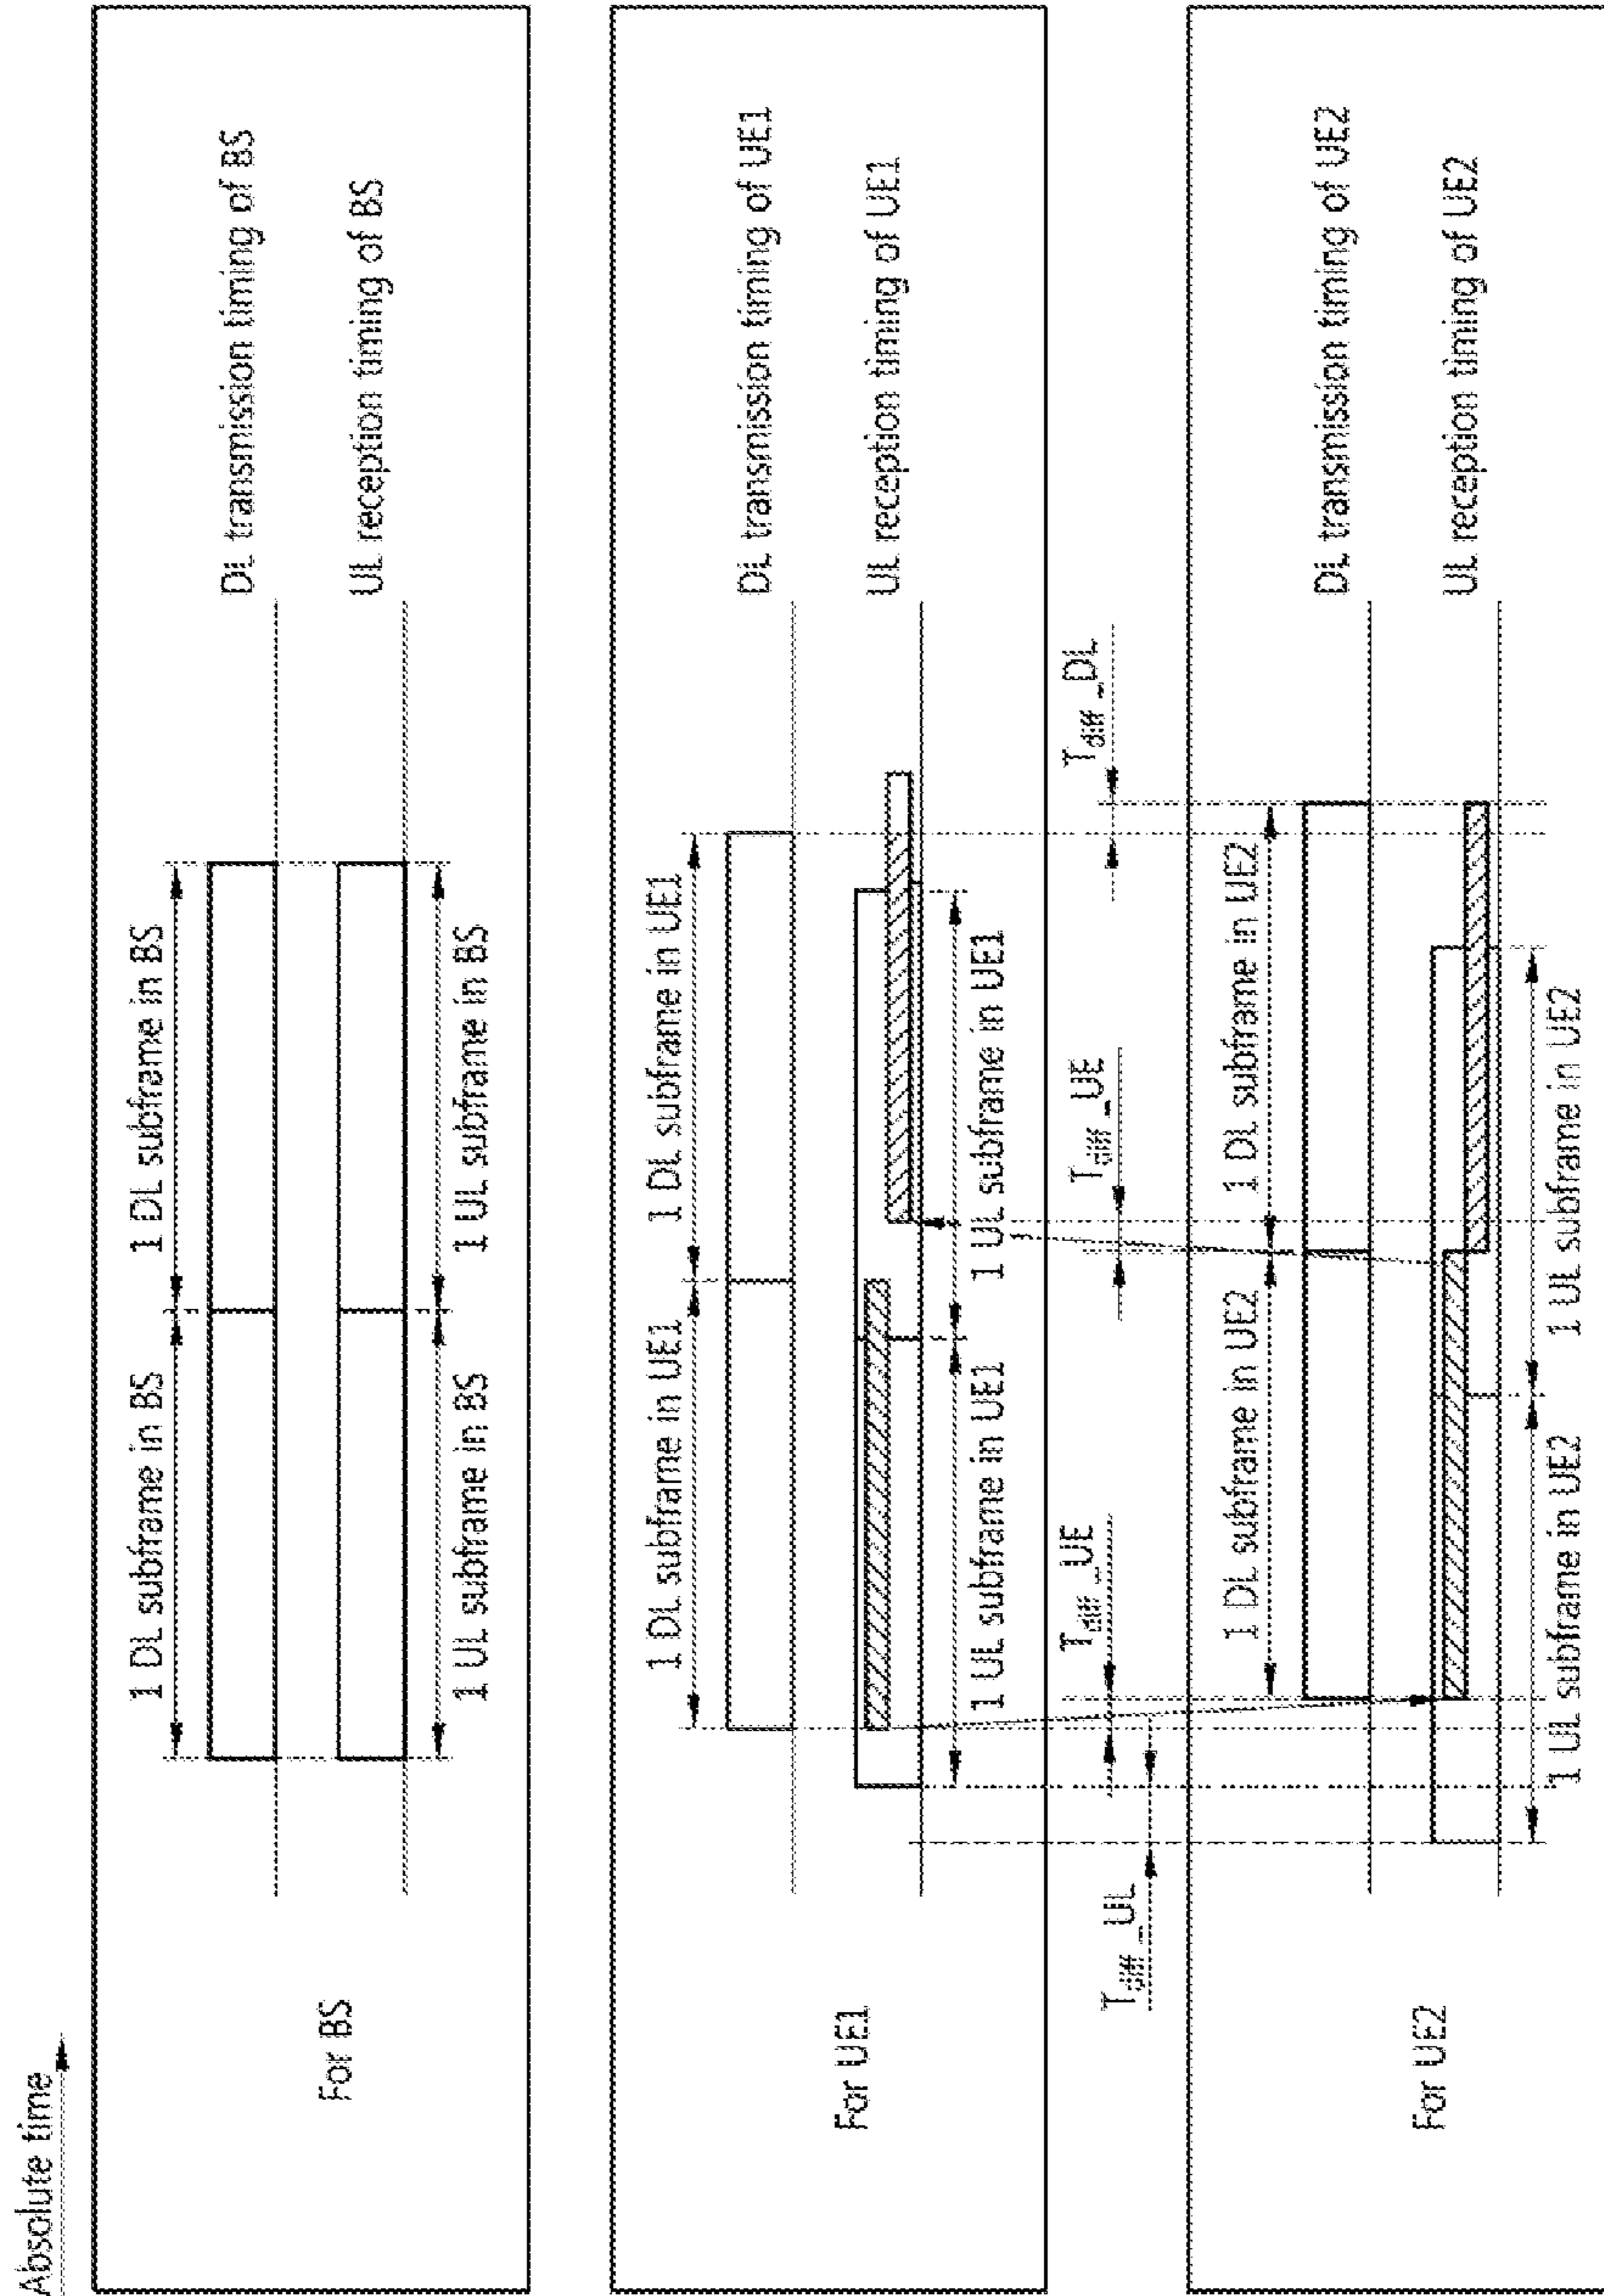 Absolute time
For BS
1 DL subframe in BS
1 DL subframe in BS
DL transmission timing of BS
UL reception timing of BS
1 UL subframe in BS
1 UL subframe in BS
For UE1
1 DL subframe in UE1
1 DL subframe in UE1
DL transmission timing of UE1
UL reception timing of UE1
1 UL subframe in UE1
1 UL subframe in UE1
Tdiff_UL
Tdiff_UE
Tdiff_UE
Tdiff_DL
For UE2
1 DL subframe in UE2
1 DL subframe in UE2
DL transmission timing of UE2
UL reception timing of UE2
1 UL subframe in UE2
1 UL subframe in UE2